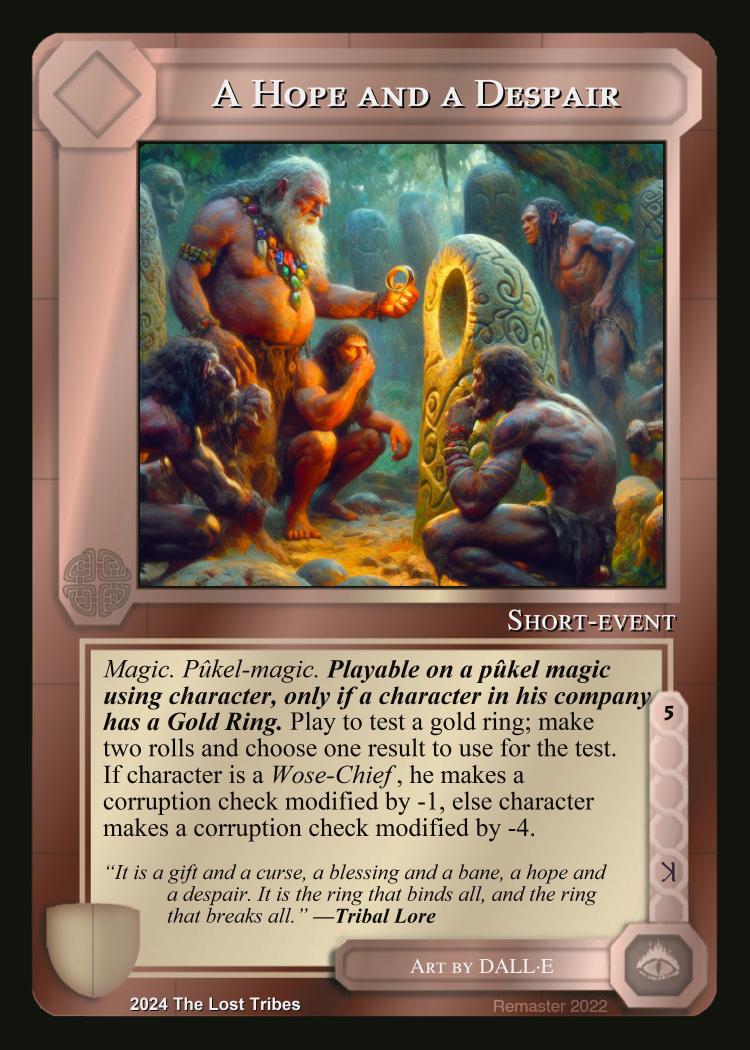 A Hope and a Despair
Short-event
Magic. Pûkel-magic. Playable on a pûkel magic
using character, only if a character in his company
has a Gold Ring. Play to test a gold ring; make
two rolls and choose one result to use for the test.
If character is a Wose-Chief, he makes a
corruption check modified by -1, else character
makes a corruption check modified by -4.
5
“It is a gift and a curse, a blessing and a bane, a hope and
a despair. It is the ring that binds all, and the ring
that breaks all.” —Tribal Lore
Art by DALL·E
2024 The Lost Tribes
Remaster 2022